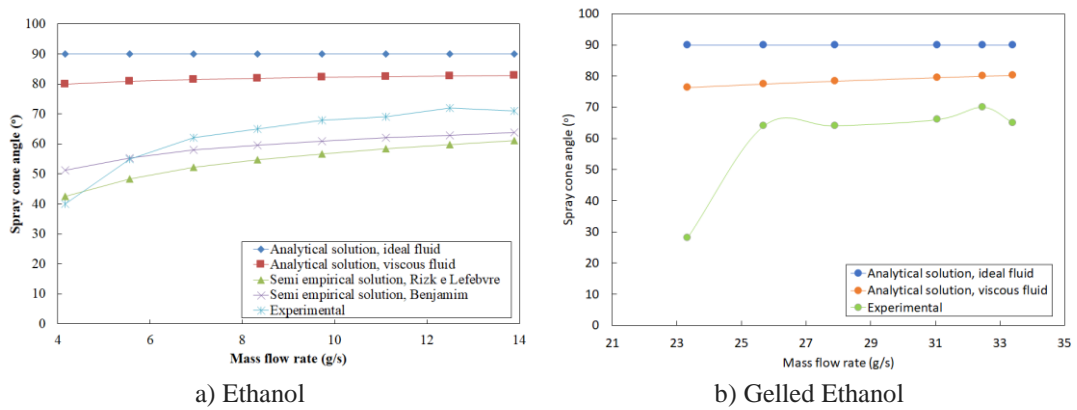 100
90
80
70
60
50
40
30
20
10
0
Spray cone angle (º)
Analytical solution, ideal fluid
Analytical solution, viscous fluid
Semi empirical solution, Rizk e Lefebvre
Semi empirical solution, Benjamim
Experimental
4 6 8 10 12 14
Mass flow rate (g/s)
a) Ethanol
100
90
80
70
60
50
40
30
20
10
0
Spray cone angle (º)
Analytical solution, ideal fluid
Analytical solution, viscous fluid
Experimental
21 23 25 27 29 31 33 35
Mass flow rate (g/s)
b) Gelled Ethanol